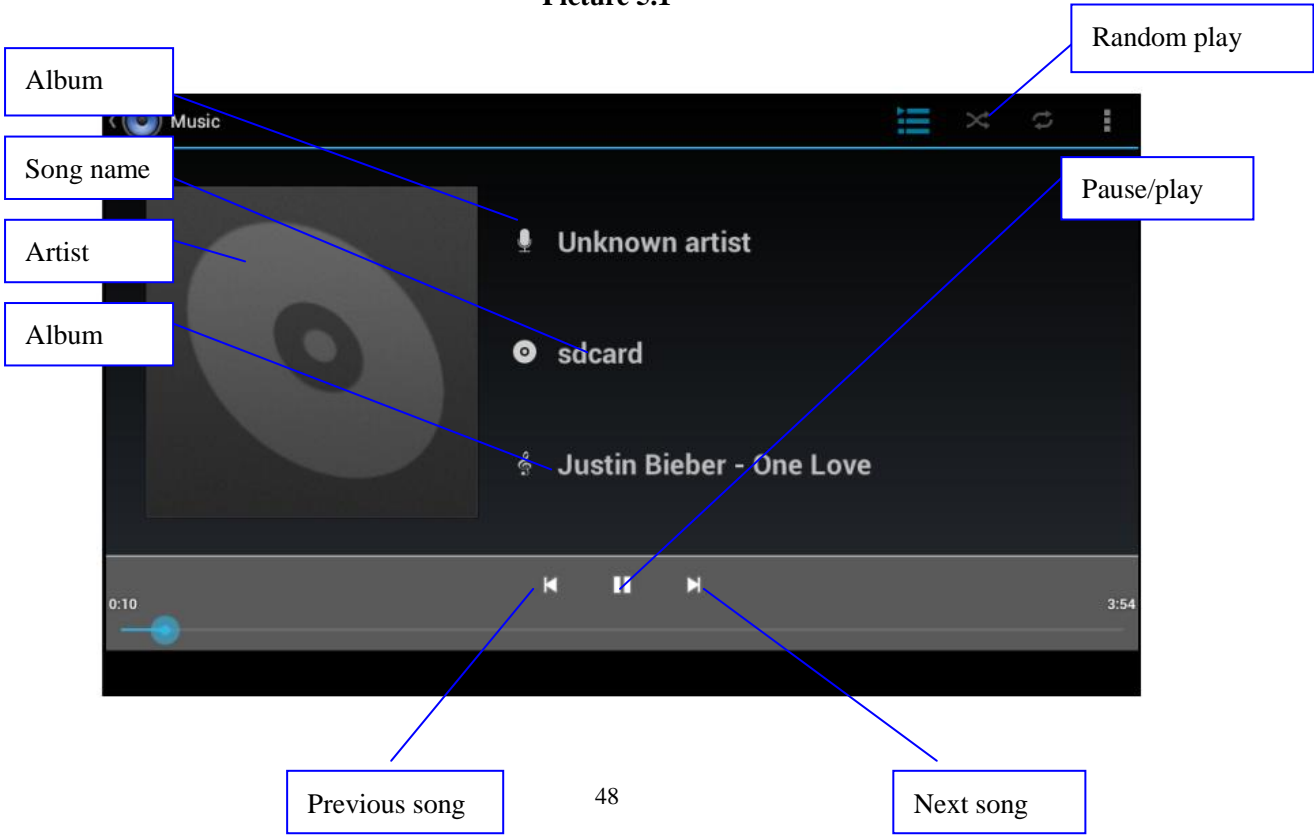 Picture 5.1
Random play
Album
Music
Song name
Pause/play
Artist
Unknown artist
Album
sdcard
Justin Bieber - One Love
0:10
3:54
Previous song
48
Next song